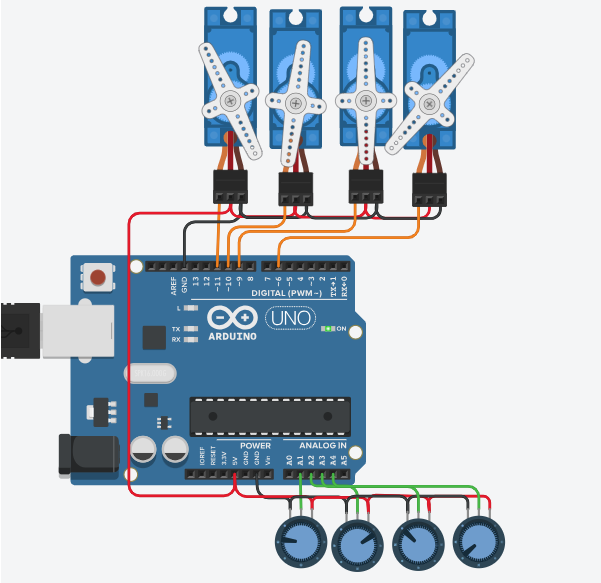 AREF
GND
13
12
~11
~10
~9
8
7
~6
~5
4
~3
2
TX→1
RX←0
DIGITAL (PWM~)
L
TX
RX
ARDUINO
UNO
ON
POWER
ANALOG IN
IOREF
RESET
3.3V
5V
GND
GND
Vin
A0
A1
A2
A3
A4
A5